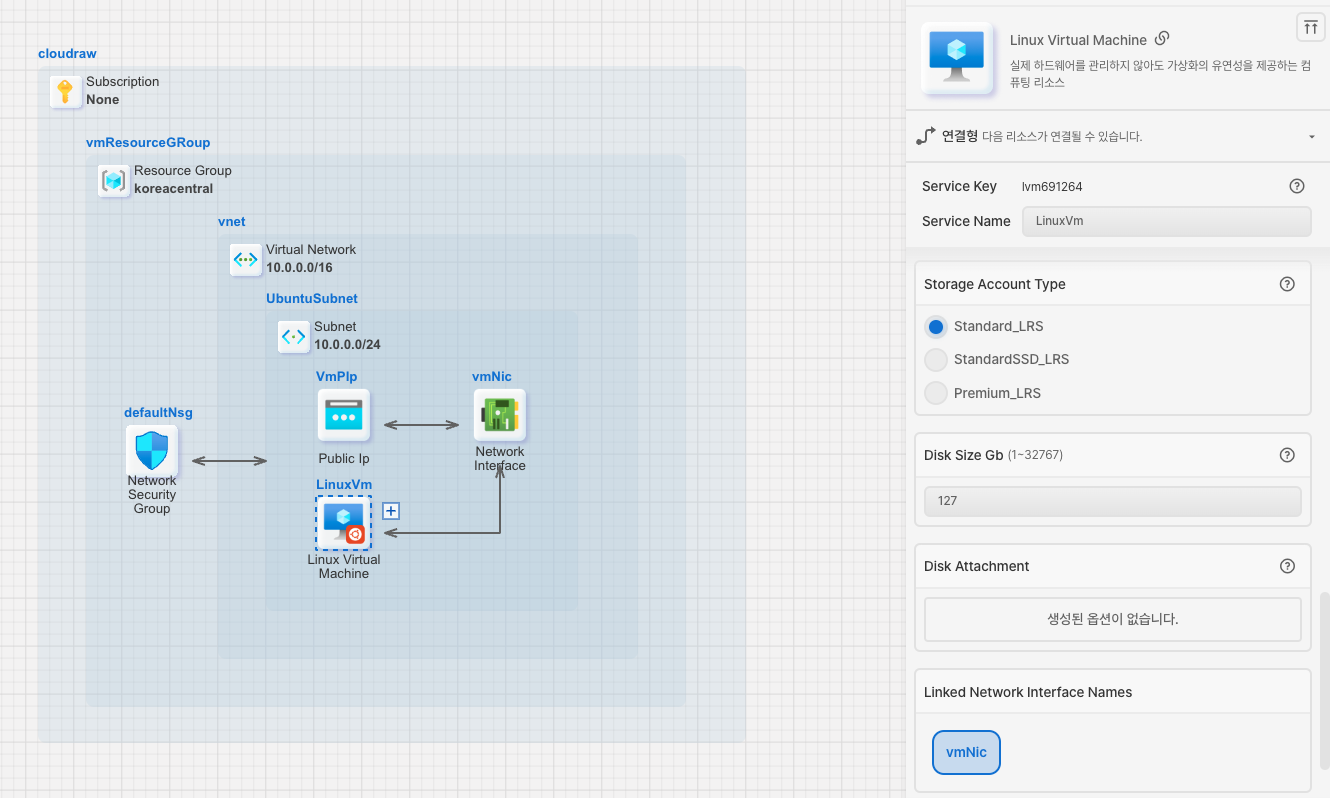 cloudraw
Subscription
None
vmResourceGRoup
Resource Group
koreacentral
vnet
Virtual Network
10.0.0.0/16
UbuntuSubnet
Subnet
10.0.0.0/24
VmPIp
vmNic
defaultNsg
Public Ip
Network
Interface
Network
Security
Group
LinuxVm
Linux Virtual
Machine
Linux Virtual Machine
실제 하드웨어를 관리하지 않아도 가상화의 유연성을 제공하는 컴
퓨팅 리소스
연결형 다음 리소스가 연결될 수 있습니다.
Service Key lvm691264
Service Name LinuxVm
Storage Account Type
Standard_LRS
StandardSSD_LRS
Premium_LRS
Disk Size Gb (1~32767)
127
Disk Attachment
생성된 옵션이 없습니다.
Linked Network Interface Names
vmNic